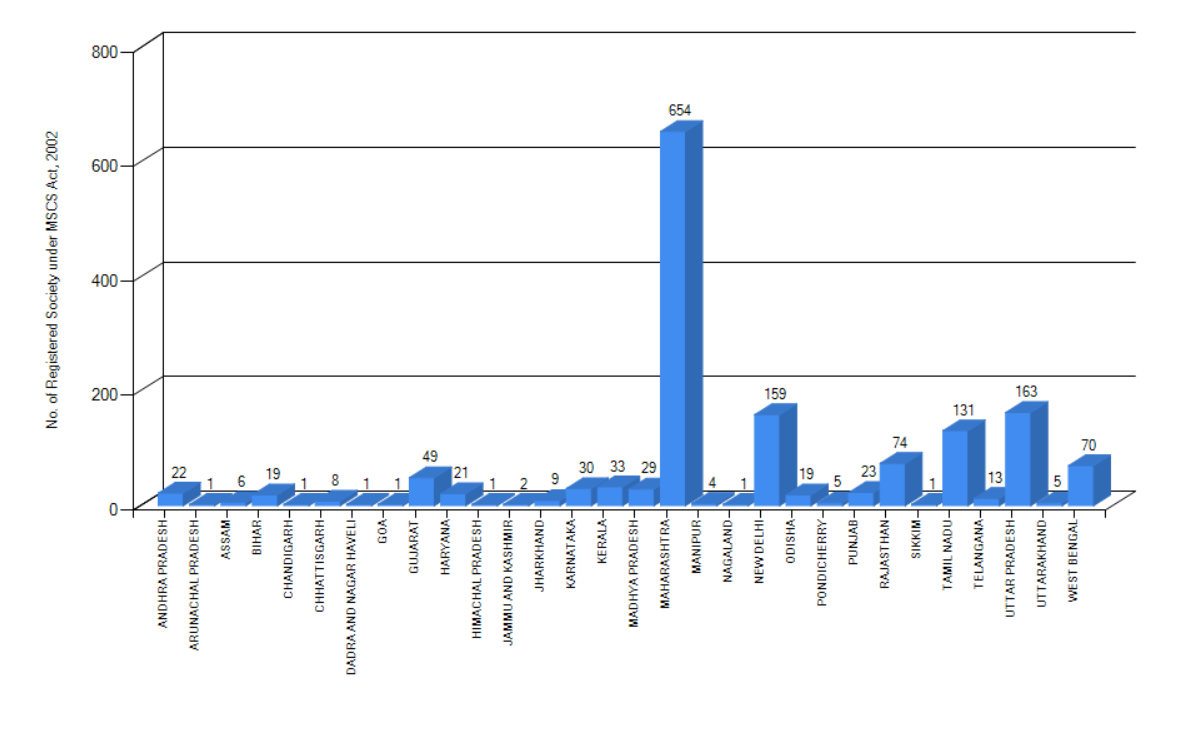 No. of Registered Society under MSCS Act, 2002
800
600
400
200
0
22
1
6
19
1
8
1
1
49
21
1
2
9
30
33
29
654
4
1
159
19
5
23
74
1
131
13
163
5
70
ANDHRA PRADESH
ARUNACHAL PRADESH
ASSAM
BIHAR
CHANDIGARH
CHHATTISGARH
DADRA AND NAGAR HAVELI
GOA
GUJARAT
HARYANA
HIMACHAL PRADESH
JAMMU AND KASHMIR
JHARKHAND
KARNATAKA
KERALA
MADHYA PRADESH
MAHARASHTRA
MANIPUR
NAGALAND
NEW DELHI
ODISHA
PONDICHERRY
PUNJAB
RAJASTHAN
SIKKIM
TAMIL NADU
TELANGANA
UTTAR PRADESH
UTTARAKHAND
WEST BENGAL